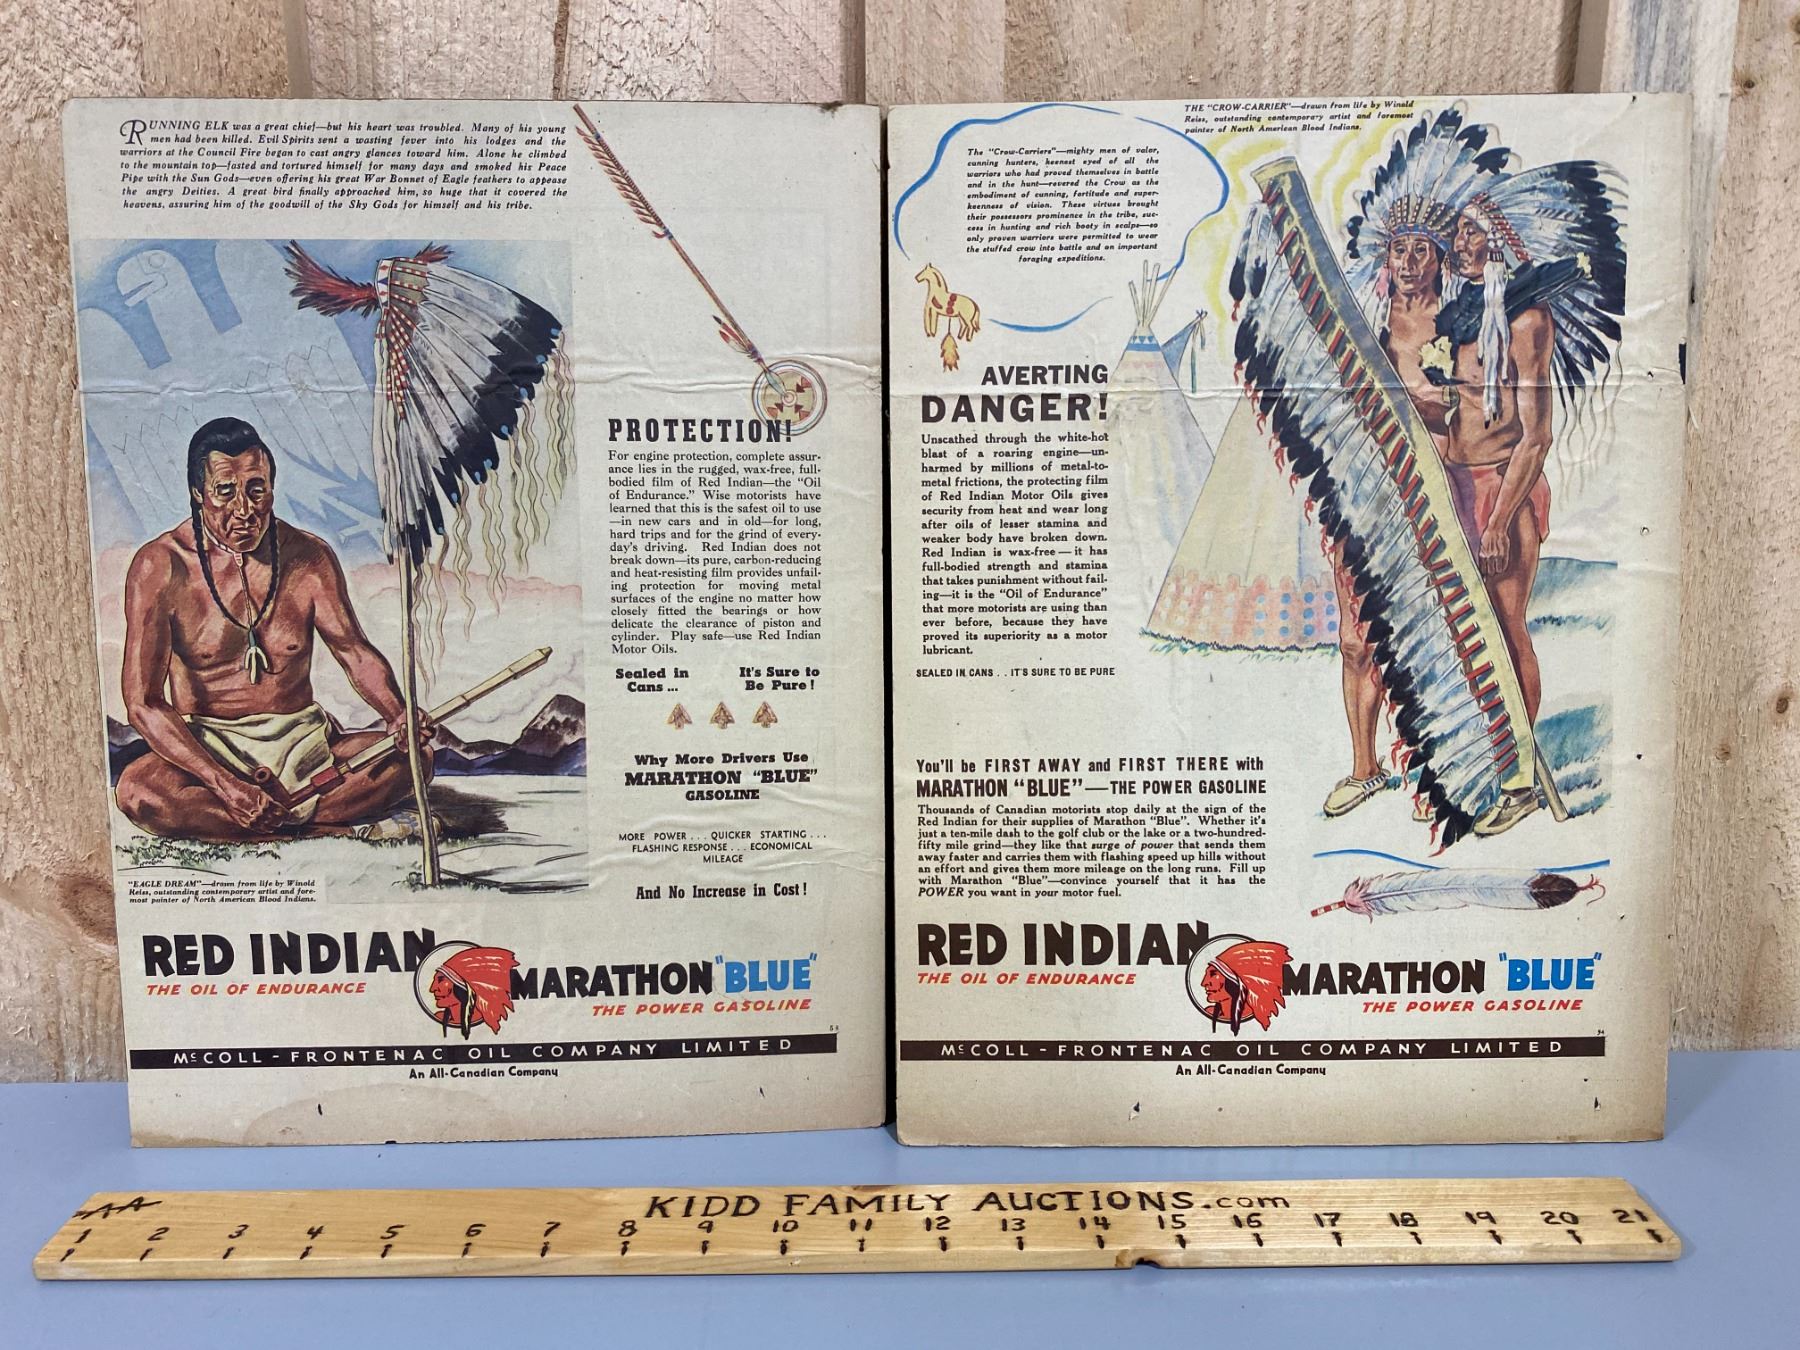 RUNNING ELK was a great chief—but his heart was troubled. Many of his young
men had been killed. Evil Spirits sent a wasting fever into his lodges and the
warriors at the Council Fire began to cast angry glances toward him. Alone he climbed
to the mountain top—fasted and tortured himself for many days and smoked his Peace
Pipe with the Sun Gods—even offering his great War Bonnet of Eagle feathers to appease
the angry Deities. A great bird finally approached him, so huge that it covered the
heavens, assuring him of the goodwill of the Sky Gods for himself and his tribe.
PROTECTION!
For engine protection, complete assur-
ance lies in the rugged, wax-free, full-
bodied film of Red Indian—the "Oil
of Endurance." Wise motorists have
learned that this is the safest oil to use
—in new cars and in old—for long,
hard trips and for the grind of every-
day's driving. Red Indian does not
break down—its pure, carbon-reducing
and heat-resisting film provides unfail-
ing protection for moving metal
surfaces of the engine no matter how
closely fitted the bearings or how
delicate the clearance of piston and
cylinder. Play safe—use Red Indian
Motor Oils.
Sealed in
Cans ...
It's Sure to
Be Pure!
Why More Drivers Use
MARATHON "BLUE"
GASOLINE
MORE POWER . . . QUICKER STARTING . . .
FLASHING RESPONSE . . . ECONOMICAL
MILEAGE
And No Increase in Cost!
"EAGLE DREAM"—drawn from life by Winold
Reiss, outstanding contemporary artist and fore-
most painter of North American Blood Indians.
RED INDIAN
THE OIL OF ENDURANCE
MARATHON "BLUE"
THE POWER GASOLINE
McCOLL-FRONTENAC OIL COMPANY LIMITED
An All-Canadian Company
THE "CROW-CARRIER"—drawn from life by Winold
Reiss, outstanding contemporary artist and foremost
painter of North American Blood Indians.
The "Crow-Carriers"—mighty men of valor,
cunning hunters, keenest eyed of all the
warriors who had proved themselves in battle
and in the hunt—revered the Crow as the
embodiment of cunning, fortitude and super-
keenness of vision. These virtues brought
their possessors prominence in the tribe, suc-
cess in hunting and rich booty in scalps—so
only proven warriors were permitted to wear
the stuffed crow into battle and on important
foraging expeditions.
AVERTING
DANGER!
Unscathed through the white-hot
blast of a roaring engine—un-
harmed by millions of metal-to-
metal frictions, the protecting film
of Red Indian Motor Oils gives
security from heat and wear long
after oils of lesser stamina and
weaker body have broken down.
Red Indian is wax-free—it has
full-bodied strength and stamina
that takes punishment without fail-
ing—it is the "Oil of Endurance"
that more motorists are using than
ever before, because they have
proved its superiority as a motor
lubricant.
SEALED IN CANS . . IT'S SURE TO BE PURE
You'll be FIRST AWAY and FIRST THERE with
MARATHON "BLUE"—THE POWER GASOLINE
Thousands of Canadian motorists stop daily at the sign of the
Red Indian for their supplies of Marathon "Blue". Whether it's
just a ten-mile dash to the golf club or the lake or a two-hundred-
fifty mile grind—they like that surge of power that sends them
away faster and carries them with flashing speed up hills without
an effort and gives them more mileage on the long runs. Fill up
with Marathon "Blue"—convince yourself that it has the
POWER you want in your motor fuel.
RED INDIAN
THE OIL OF ENDURANCE
MARATHON "BLUE"
THE POWER GASOLINE
54
McCOLL-FRONTENAC OIL COMPANY LIMITED
An All-Canadian Company
KIDD FAMILY AUCTIONS.com
1 2 3 4 5 6 7 8 9 10 11 12 13 14 15 16 17 18 19 20 21